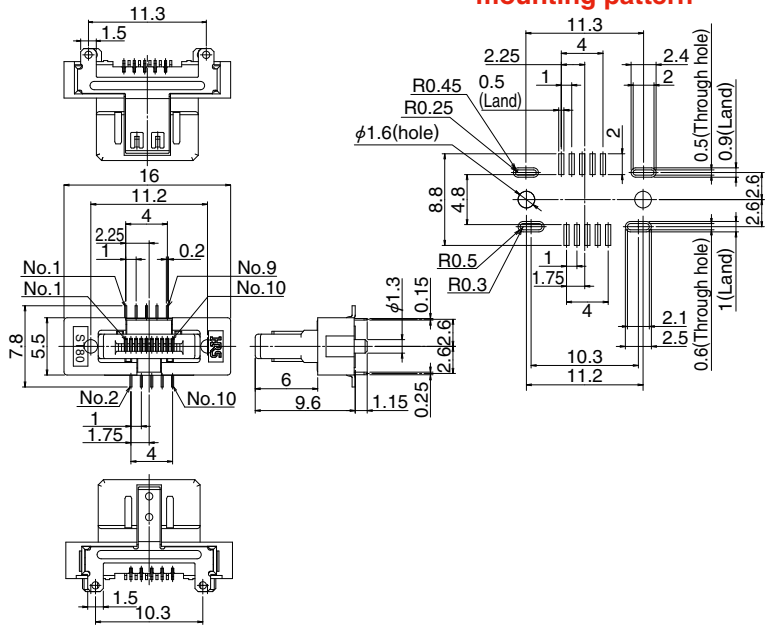 mounting pattern
11.3
1.5
16
11.2
4
2.25
1
0.2
No.1
No.9
No.1
No.10
7.8
5.5
ST80
HRS
No.2
No.10
1
1.75
4
φ1.3
0.15
2.6
2.6
0.25
6
9.6
1.15
1.5
10.3
11.3
4
2.25
2.4
1
2
0.5
(Land)
R0.45
R0.25
φ1.6(hole)
2
0.5(Through hole)
0.9(Land)
8.8
4.8
2.6
2.6
R0.5
R0.3
1
1.75
4
0.6(Through hole)
1(Land)
2.1
2.5
10.3
11.2